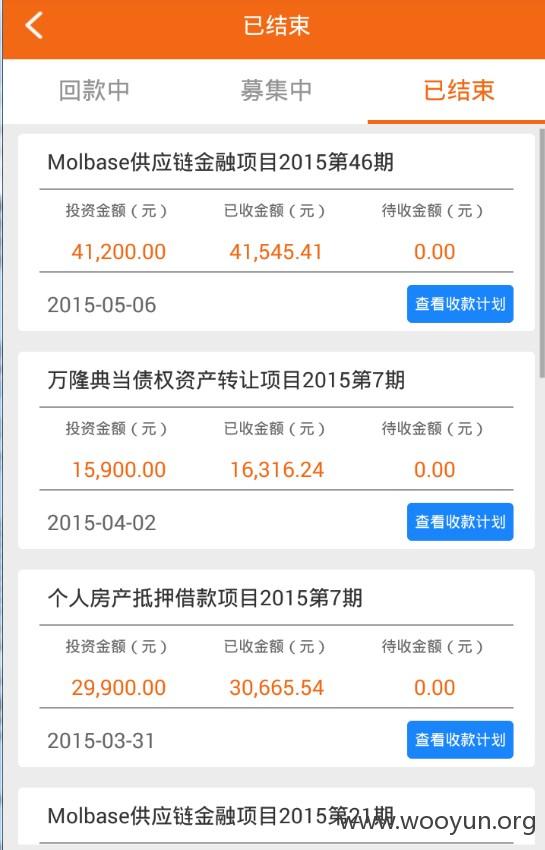 已结束
回款中 募集中 已结束
Molbase供应链金融项目2015第46期
投资金额（元） 已收金额（元） 待收金额（元）
41,200.00 41,545.41 0.00
2015-05-06 查看收款计划
万隆典当债权资产转让项目2015第7期
投资金额（元） 已收金额（元） 待收金额（元）
15,900.00 16,316.24 0.00
2015-04-02 查看收款计划
个人房产抵押借款项目2015第7期
投资金额（元） 已收金额（元） 待收金额（元）
29,900.00 30,665.54 0.00
2015-03-31 查看收款计划
Molbase供应链金融项目2015第21期
www.wooyun.org